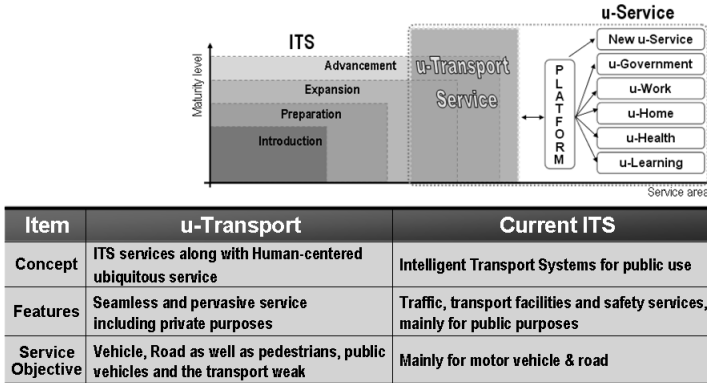 u-Service
ITS
Maturity level
Advancement
Expansion
Preparation
Introduction
u-Transport
Service
PLATFORM
New u-Service
u-Government
u-Work
u-Home
u-Health
u-Learning
Service area
Item u-Transport Current ITS
Concept ITS services along with Human-centered
ubiquitous service Intelligent Transport Systems for public use
Features Seamless and pervasive service
including private purposes Traffic, transport facilities and safety services,
mainly for public purposes
Service
Objective Vehicle, Road as well as pedestrians, public
vehicles and the transport weak Mainly for motor vehicle & road